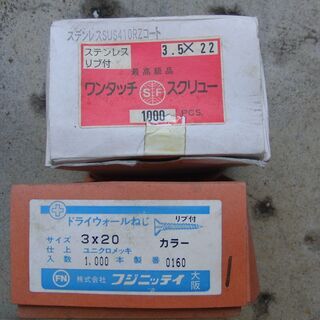 ステンレスSUS410RZコート
ステンレス
リブ付
3.5×22
最高級品
ワンタッチ SF スクリュー
1000 PCS.
ドライウォールねじ
リブ付
サイズ 3x20 カラー
仕上 ユニクロメッキ
入数 1,000本 製番 0160
FN 株式会社 フジニッテイ 大阪